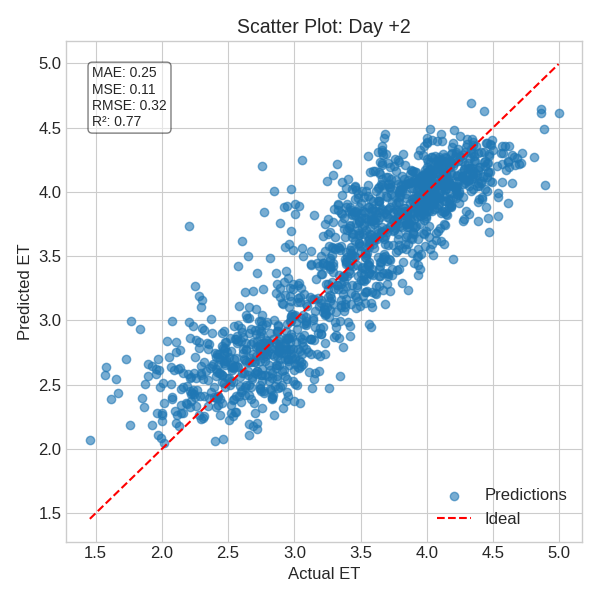 Scatter Plot: Day +2
MAE: 0.25
MSE: 0.11
RMSE: 0.32
R²: 0.77
5.0
4.5
4.0
3.5
3.0
2.5
2.0
1.5
Predicted ET
Predictions
Ideal
1.5 2.0 2.5 3.0 3.5 4.0 4.5 5.0
Actual ET